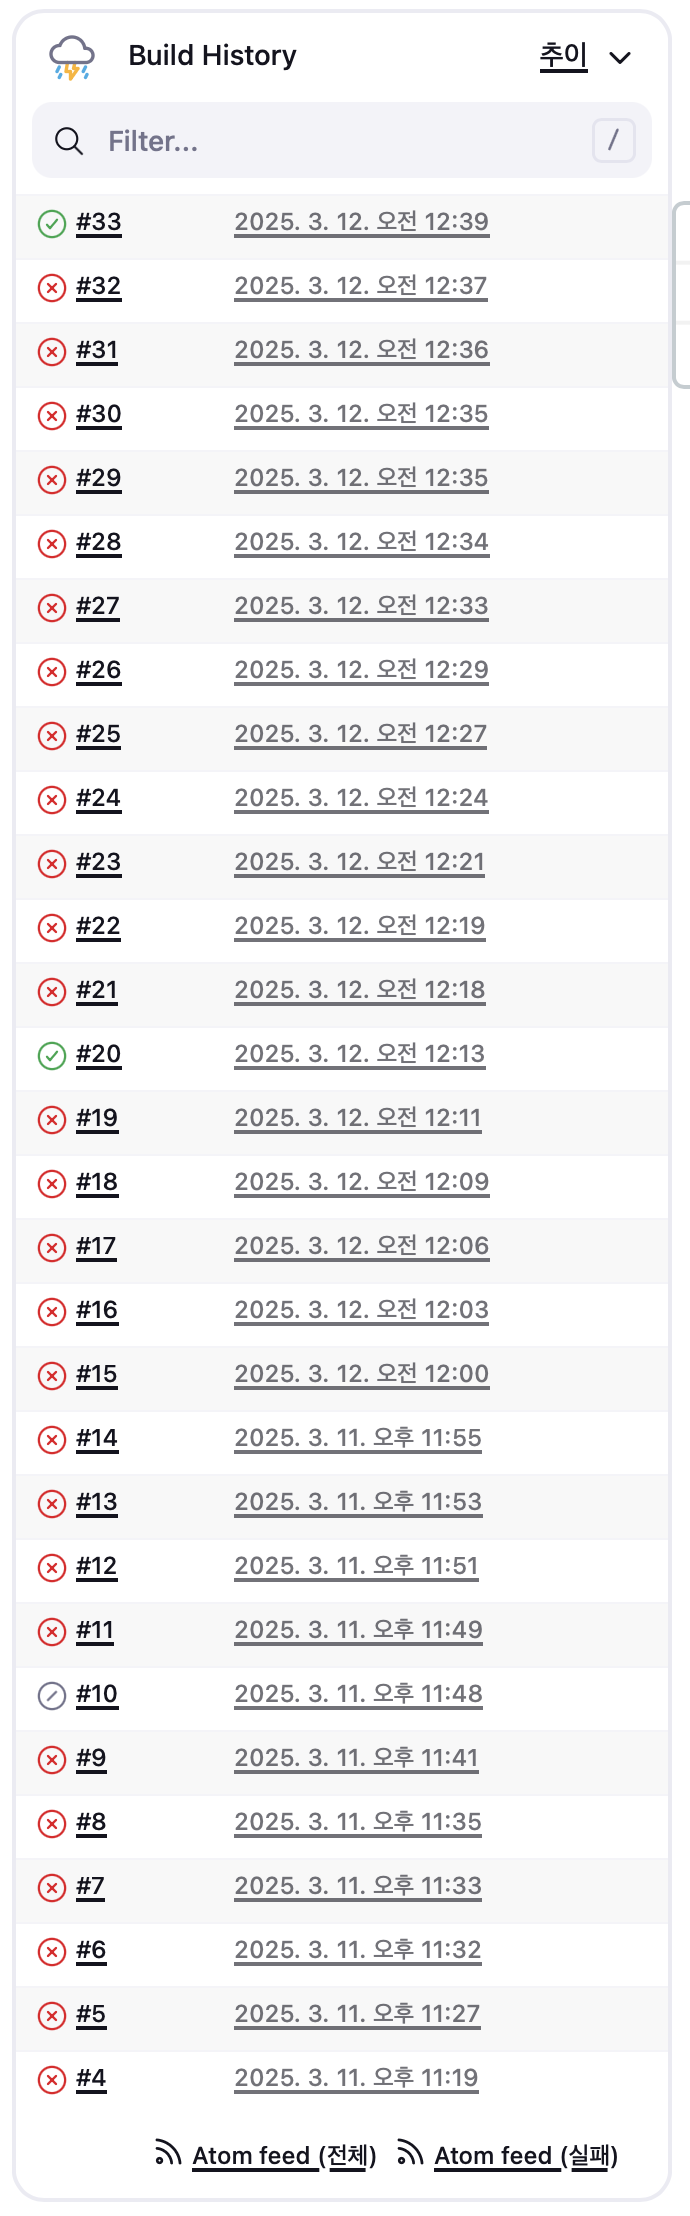 Build History 추이
Filter... /
#33 2025. 3. 12. 오전 12:39
#32 2025. 3. 12. 오전 12:37
#31 2025. 3. 12. 오전 12:36
#30 2025. 3. 12. 오전 12:35
#29 2025. 3. 12. 오전 12:35
#28 2025. 3. 12. 오전 12:34
#27 2025. 3. 12. 오전 12:33
#26 2025. 3. 12. 오전 12:29
#25 2025. 3. 12. 오전 12:27
#24 2025. 3. 12. 오전 12:24
#23 2025. 3. 12. 오전 12:21
#22 2025. 3. 12. 오전 12:19
#21 2025. 3. 12. 오전 12:18
#20 2025. 3. 12. 오전 12:13
#19 2025. 3. 12. 오전 12:11
#18 2025. 3. 12. 오전 12:09
#17 2025. 3. 12. 오전 12:06
#16 2025. 3. 12. 오전 12:03
#15 2025. 3. 12. 오전 12:00
#14 2025. 3. 11. 오후 11:55
#13 2025. 3. 11. 오후 11:53
#12 2025. 3. 11. 오후 11:51
#11 2025. 3. 11. 오후 11:49
#10 2025. 3. 11. 오후 11:48
#9 2025. 3. 11. 오후 11:41
#8 2025. 3. 11. 오후 11:35
#7 2025. 3. 11. 오후 11:33
#6 2025. 3. 11. 오후 11:32
#5 2025. 3. 11. 오후 11:27
#4 2025. 3. 11. 오후 11:19
Atom feed (전체) Atom feed (실패)